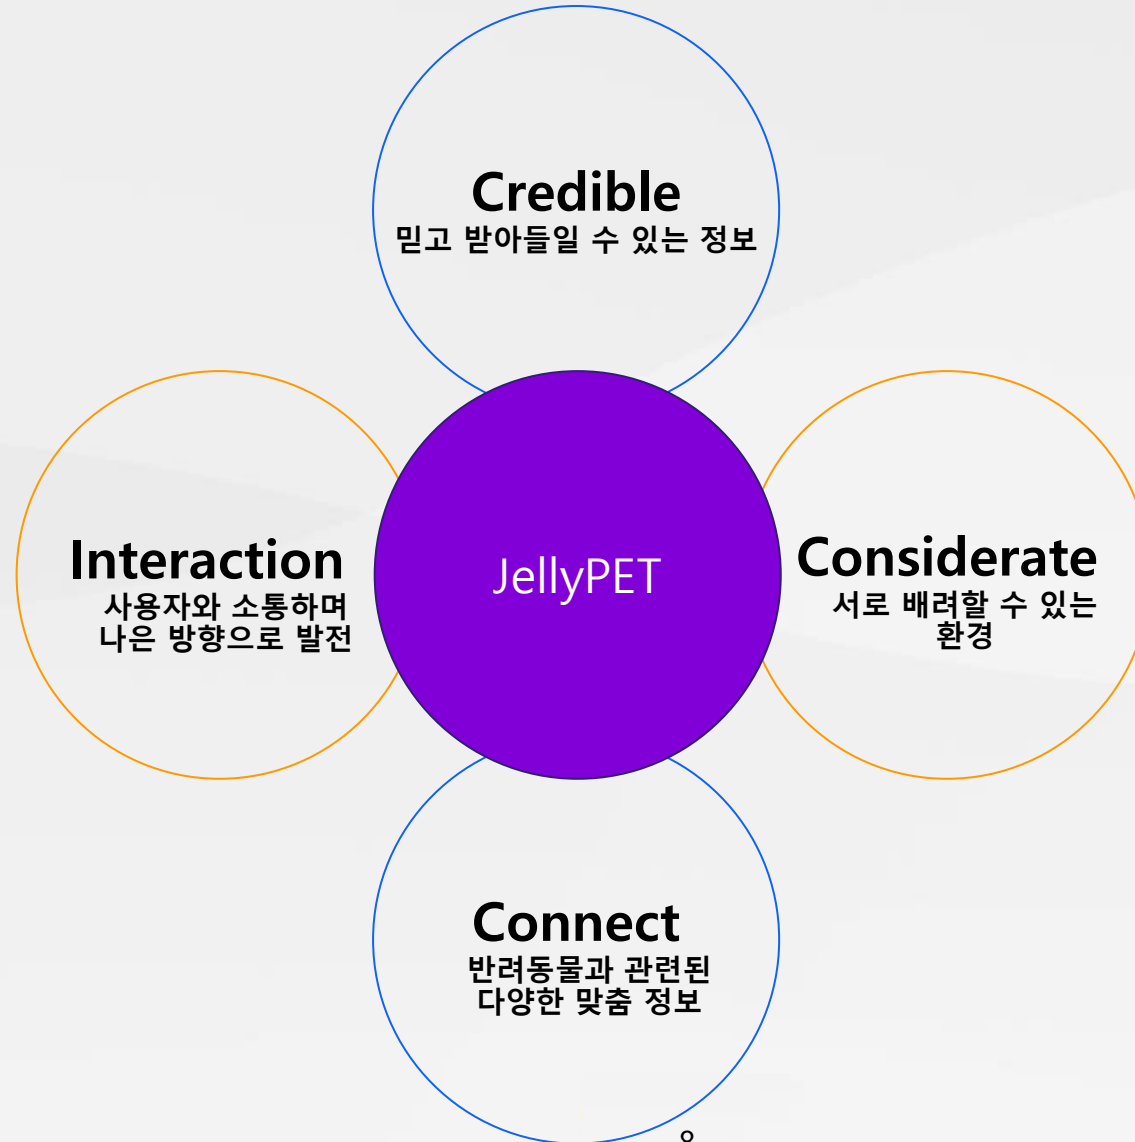 Credible
믿고 받아들일 수 있는 정보
Interaction
사용자와 소통하며
나은 방향으로 발전
JellyPET
Considerate
서로 배려할 수 있는
환경
Connect
반려동물과 관련된
다양한 맞춤 정보